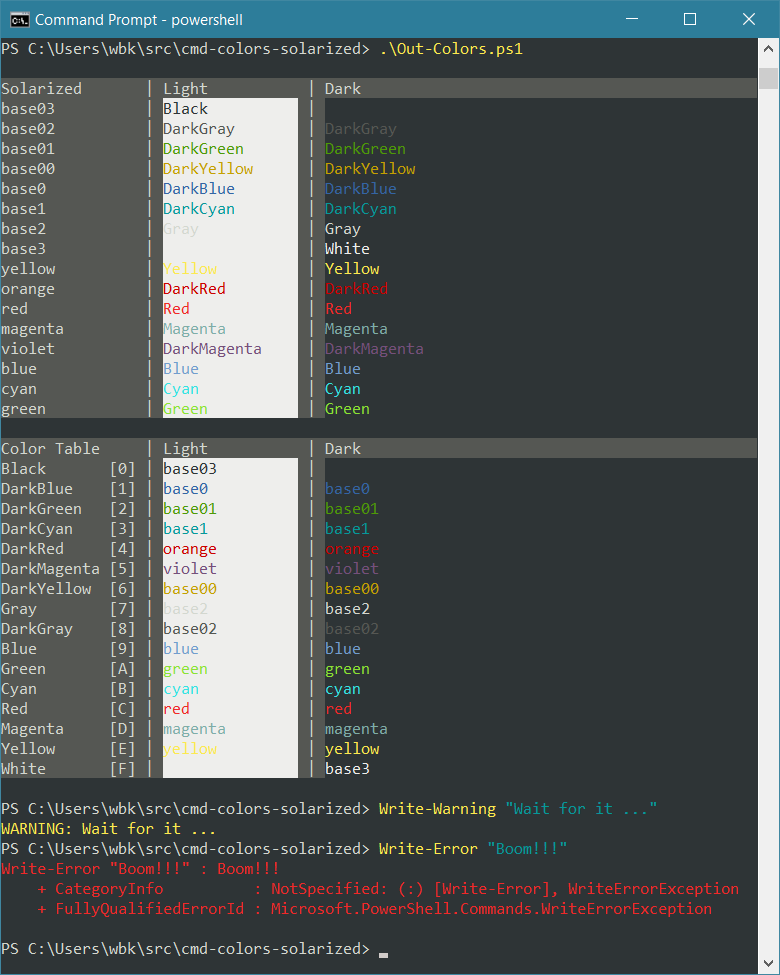 Command Prompt - powershell
PS C:\Users\wbk\src\cmd-colors-solarized> .\Out-Colors.ps1
Solarized | Light | Dark
base03 | Black |
base02 | DarkGray | DarkGray
base01 | DarkGreen | DarkGreen
base00 | DarkYellow | DarkYellow
base0 | DarkBlue | DarkBlue
base1 | DarkCyan | DarkCyan
base2 | Gray | Gray
base3 | | White
yellow | Yellow | Yellow
orange | DarkRed | DarkRed
red | Red | Red
magenta | Magenta | Magenta
violet | DarkMagenta | DarkMagenta
blue | Blue | Blue
cyan | Cyan | Cyan
green | Green | Green
Color Table | Light | Dark
Black [0] | base03 |
DarkBlue [1] | base0 | base0
DarkGreen [2] | base01 | base01
DarkCyan [3] | base1 | base1
DarkRed [4] | orange | orange
DarkMagenta [5] | violet | violet
DarkYellow [6] | base00 | base00
Gray [7] | base2 | base2
DarkGray [8] | base02 | base02
Blue [9] | blue | blue
Green [A] | green | green
Cyan [B] | cyan | cyan
Red [C] | red | red
Magenta [D] | magenta | magenta
Yellow [E] | yellow | yellow
White [F] | | base3
PS C:\Users\wbk\src\cmd-colors-solarized> Write-Warning "Wait for it ..."
WARNING: Wait for it ...
PS C:\Users\wbk\src\cmd-colors-solarized> Write-Error "Boom!!!"
Write-Error "Boom!!!" : Boom!!!
+ CategoryInfo : NotSpecified: (:) [Write-Error], WriteErrorException
+ FullyQualifiedErrorId : Microsoft.PowerShell.Commands.WriteErrorException
PS C:\Users\wbk\src\cmd-colors-solarized>